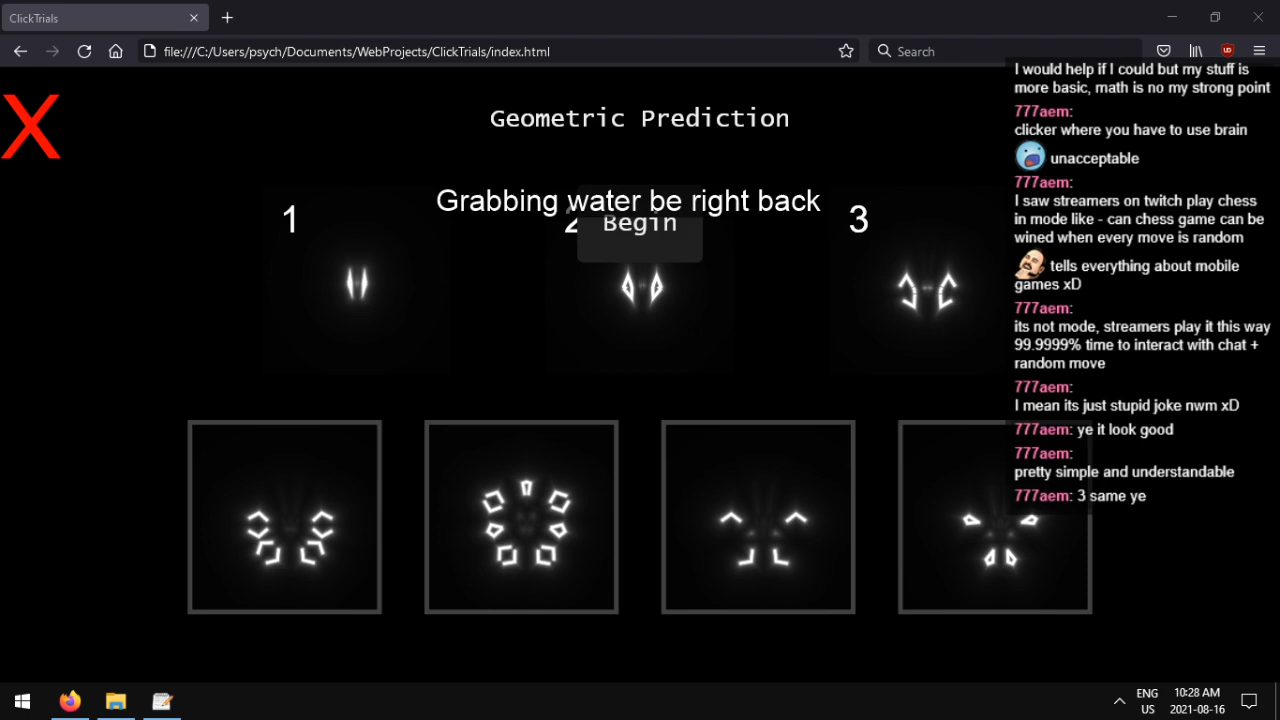 ClickTrials
file:///C:/Users/psych/Documents/WebProjects/ClickTrials/index.html
Search
X
Geometric Prediction
Grabbing water be right back
Begin
1
2
3
I would help if I could but my stuff is
more basic, math is no my strong point
777aem:
clicker where you have to use brain
unacceptable
777aem:
I saw streamers on twitch play chess
in mode like - can chess game can be
wined when every move is random
tells everything about mobile
games xD
777aem:
its not mode, streamers play it this way
99.9999% time to interact with chat +
random move
777aem:
I mean its just stupid joke nwm xD
777aem: ye it look good
777aem:
pretty simple and understandable
777aem: 3 same ye
ENG
US
10:28 AM
2021-08-16